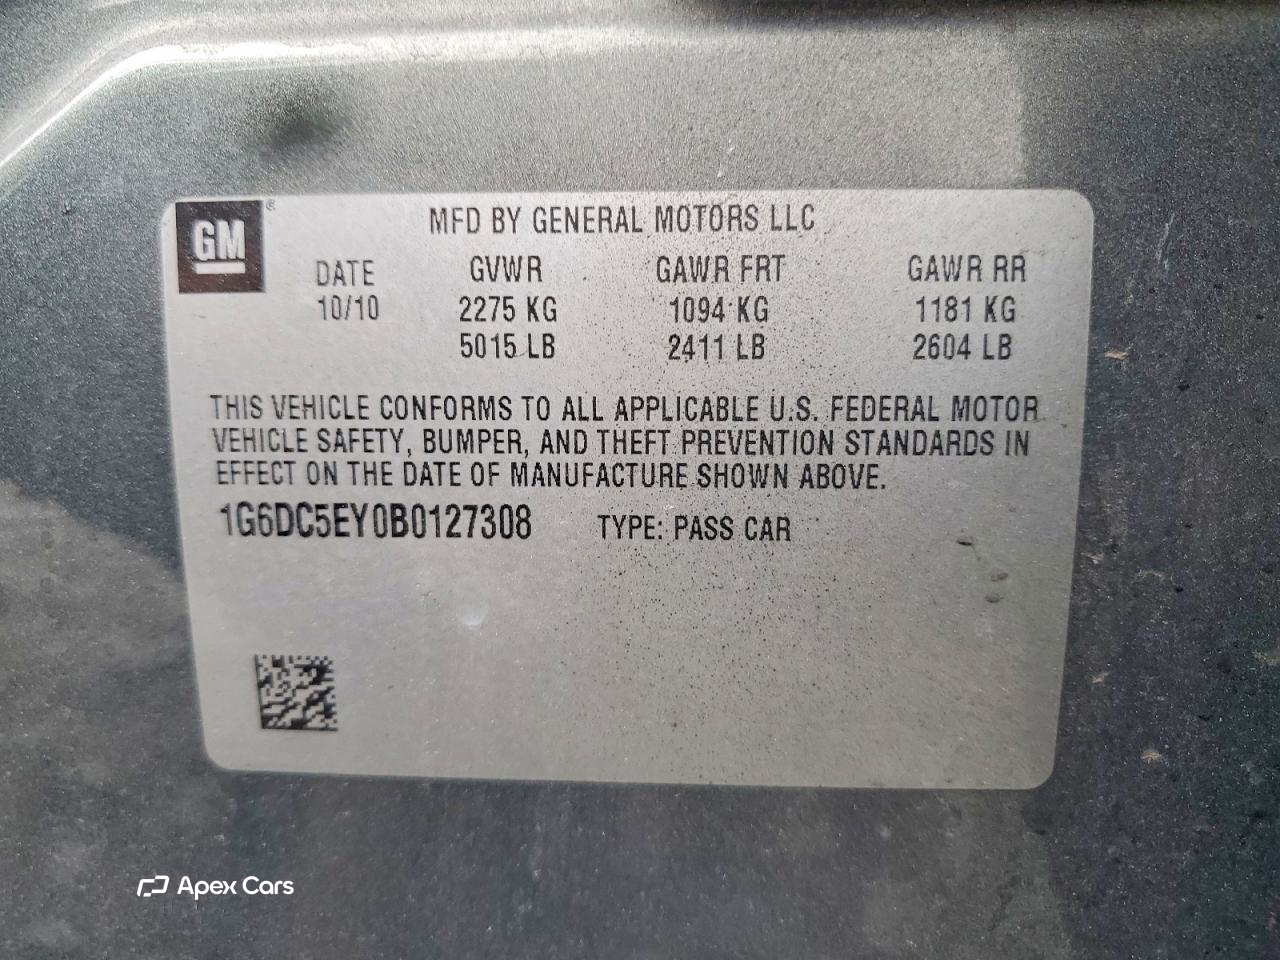 GM ®
MFD BY GENERAL MOTORS LLC
DATE GVWR GAWR FRT GAWR RR
10/10 2275 KG 1094 KG 1181 KG
5015 LB 2411 LB 2604 LB
THIS VEHICLE CONFORMS TO ALL APPLICABLE U.S. FEDERAL MOTOR
VEHICLE SAFETY, BUMPER, AND THEFT PREVENTION STANDARDS IN
EFFECT ON THE DATE OF MANUFACTURE SHOWN ABOVE.
1G6DC5EY0B0127308 TYPE: PASS CAR
Apex Cars